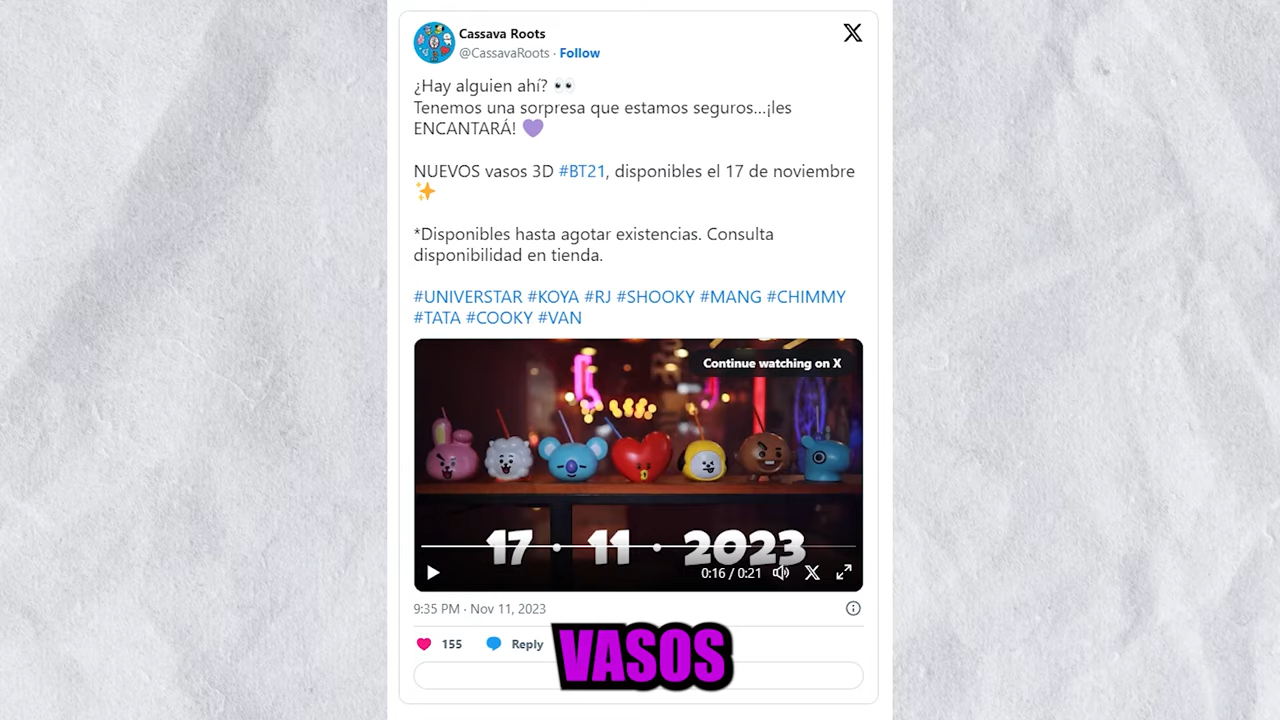 Cassava Roots
@CassavaRoots · Follow
¿Hay alguien ahí? 👀
Tenemos una sorpresa que estamos seguros...¡les
ENCANTARÁ! 💜
NUEVOS vasos 3D #BT21, disponibles el 17 de noviembre
✨
*Disponibles hasta agotar existencias. Consulta
disponibilidad en tienda.
#UNIVERSTAR #KOYA #RJ #SHOOKY #MANG #CHIMMY
#TATA #COOKY #VAN
Continue watching on X
17 · 11 · 2023
0:16 / 0:21
9:35 PM · Nov 11, 2023
155 Reply
VASOS